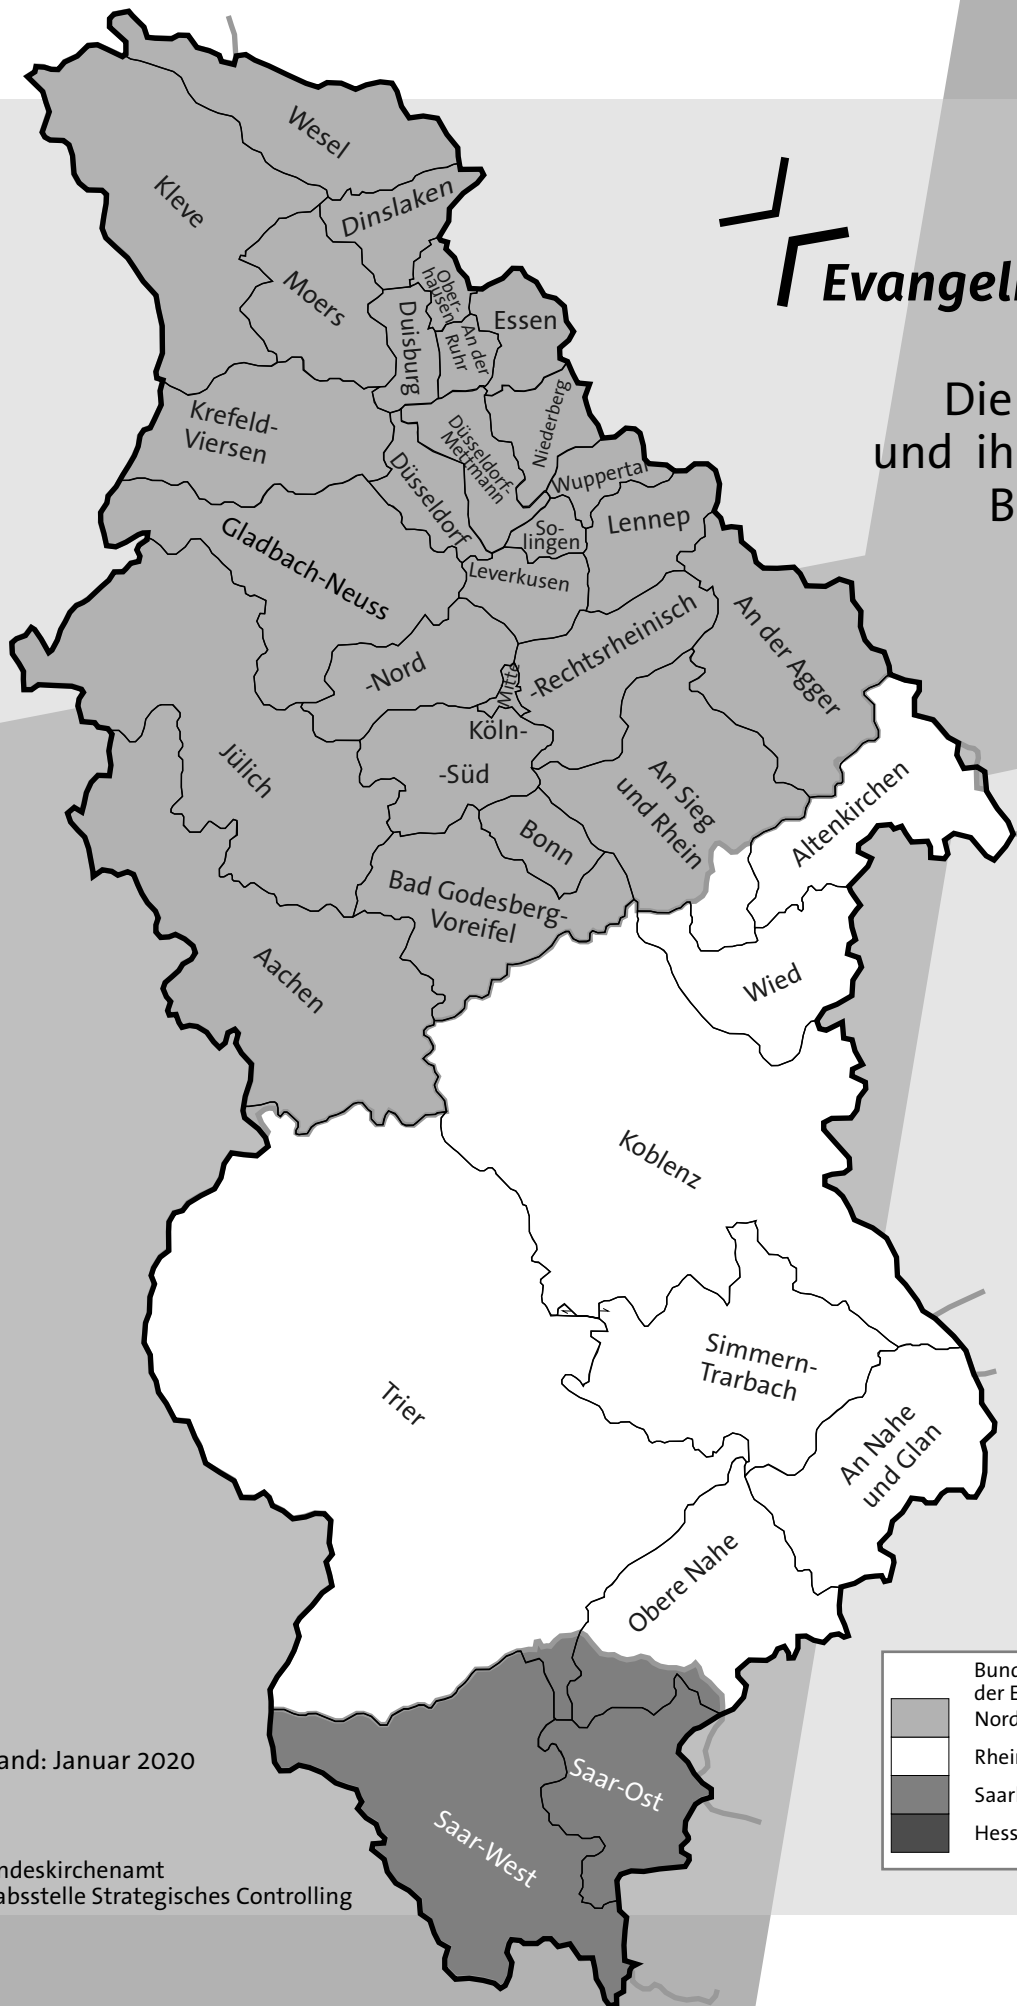 Wesel
Kleve
Dinslaken
Moers
Ober-
hausen
Duisburg
An der
Ruhr
Essen
Krefeld-
Viersen
Niederberg
Düsseldorf-
Mettmann
Düsseldorf
Wuppertal
So-
lingen
Lennep
Gladbach-Neuss
Leverkusen
An der Agger
-Rechtsrheinisch
-Nord
Mitte
Köln-
-Süd
Jülich
An Sieg
und Rhein
Altenkirchen
Bonn
Bad Godesberg-
Voreifel
Aachen
Wied
Koblenz
Simmern-
Trarbach
Trier
An Nahe
und Glan
Obere Nahe
Saar-Ost
Saar-West
Evangel
Die
und ih
B
and: Januar 2020
ndeskirchenamt
absstelle Strategisches Controlling
Bund
der E
Nord
Rhei
Saar
Hess